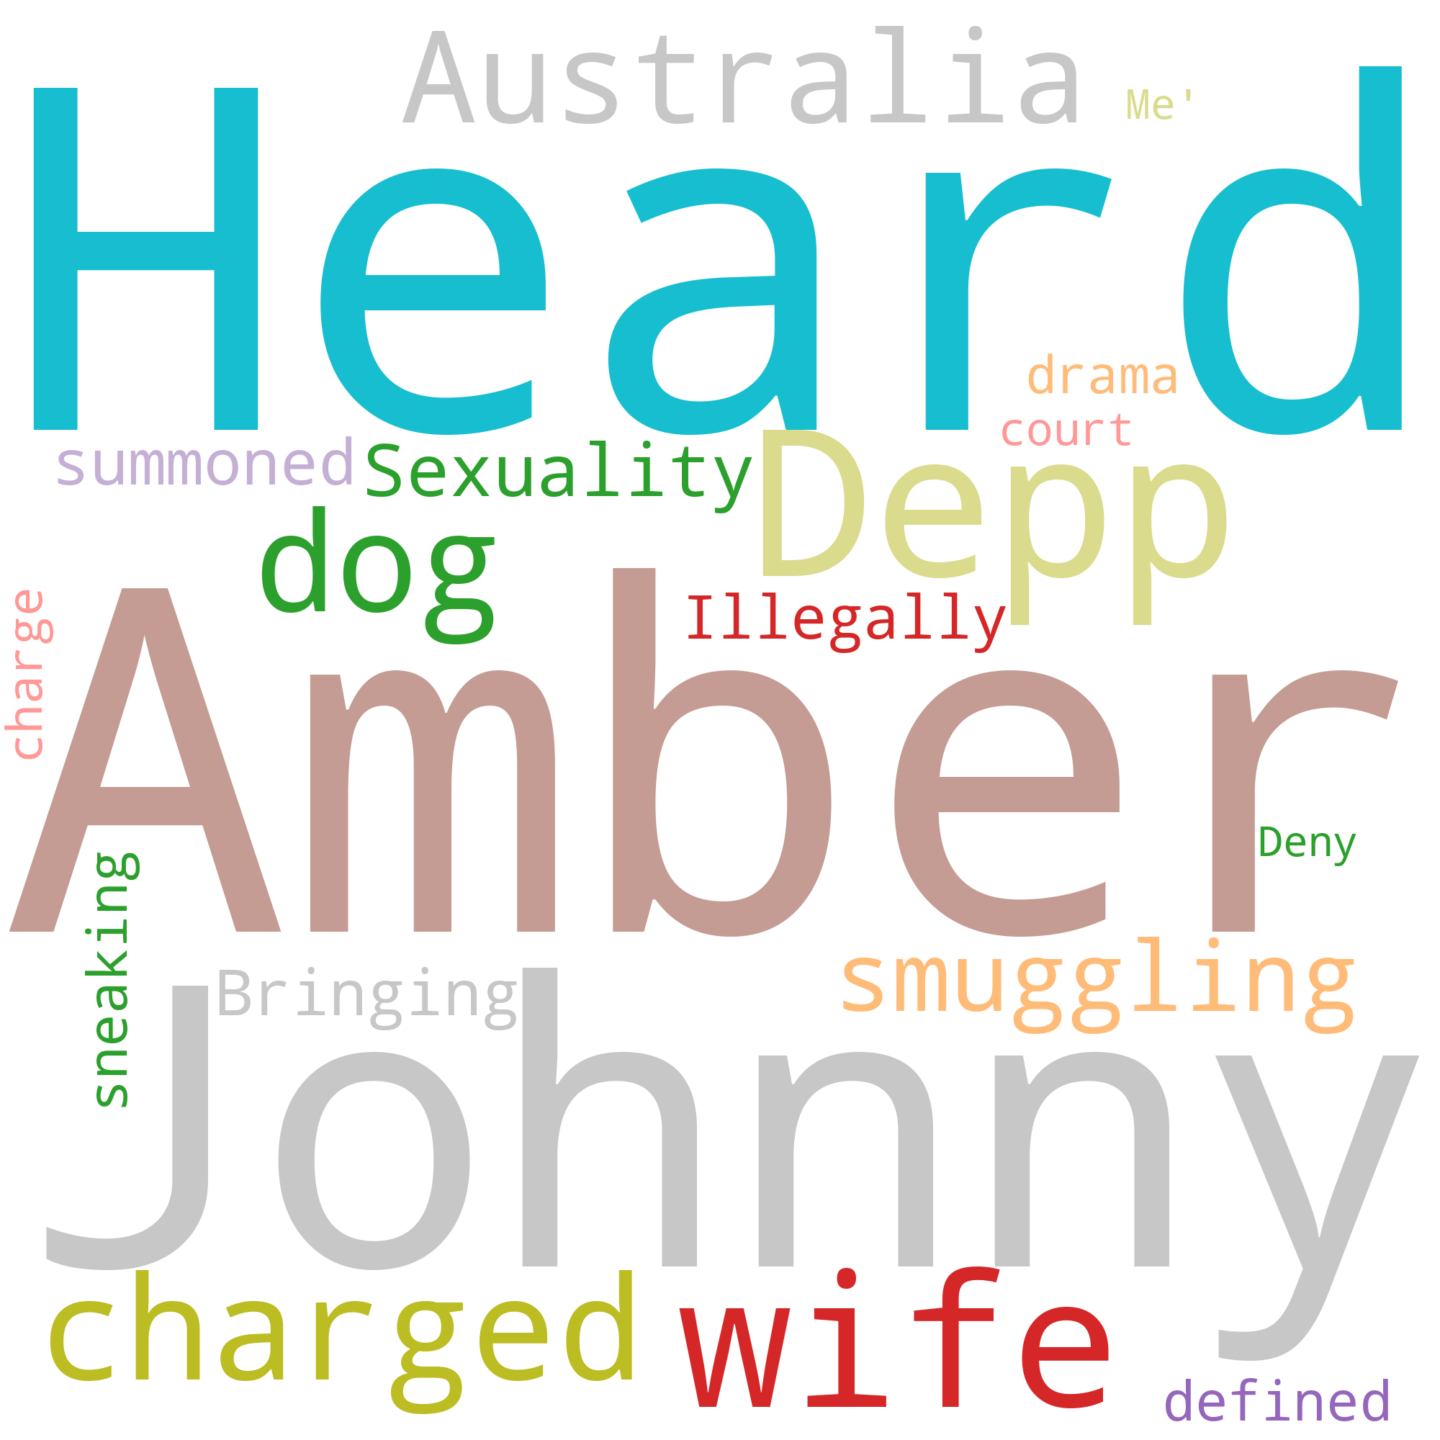 Australia
Me'
Heard
drama
court
summoned
Sexuality
Depp
dog
Illegally
charge
Amber
Deny
sneaking
Bringing
smuggling
Johnny
charged
wife
defined